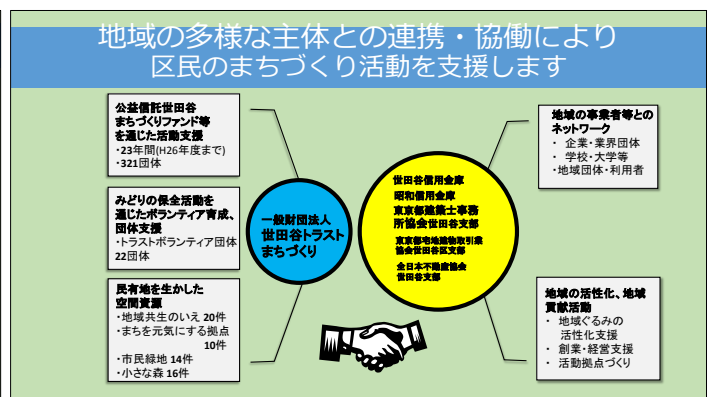 地域の多様な主体との連携・協働により
区民のまちづくり活動を支援します
公益信託世田谷
まちづくりファンド等
を通じた活動支援
・23年間(H26年度まで)
・321団体
みどりの保全活動を
通じたボランティア育成、
団体支援
・トラストボランティア団体
22団体
民有地を生かした
空間資源
・地域共生のいえ 20件
・まちを元気にする拠点
10件
・市民緑地 14件
・小さな森 16件
一般財団法人
世田谷トラスト
まちづくり
世田谷信用金庫
昭和信用金庫
東京都建築士事務
所協会世田谷支部
東京都宅地建物取引業
協会世田谷区支部
全日本不動産協会
世田谷支部
地域の事業者等との
ネットワーク
・ 企業・業界団体
・ 学校・大学等
・地域団体・利用者
地域の活性化、地域
貢献活動
・ 地域ぐるみの
活性化支援
・ 創業・経営支援
・ 活動拠点づくり